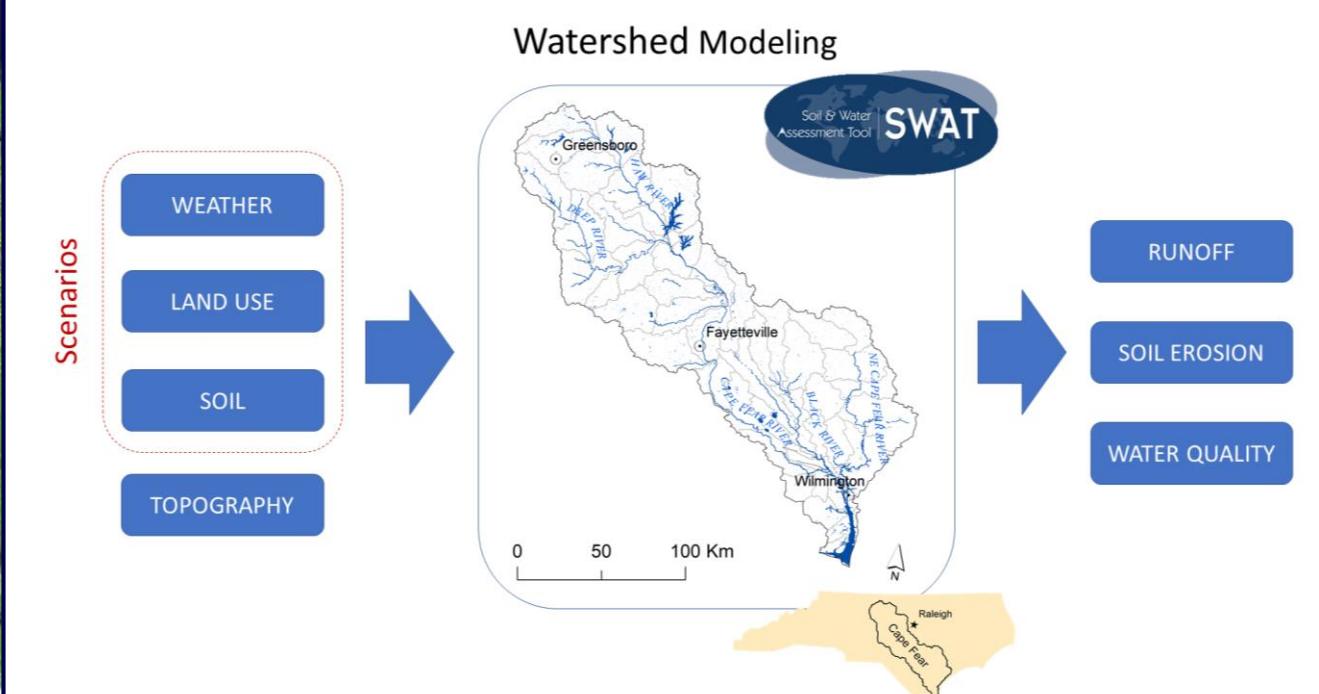 Watershed Modeling
Soil & Water
Assessment Tool
SWAT
Scenarios
WEATHER
LAND USE
SOIL
TOPOGRAPHY
Greensboro
HAW RIVER
DEEP RIVER
Fayetteville
CAPE FEAR RIVER
BLACK RIVER
NE CAPE FEAR RIVER
Wilmington
0 50 100 Km
N
Raleigh
Cape Fear
RUNOFF
SOIL EROSION
WATER QUALITY